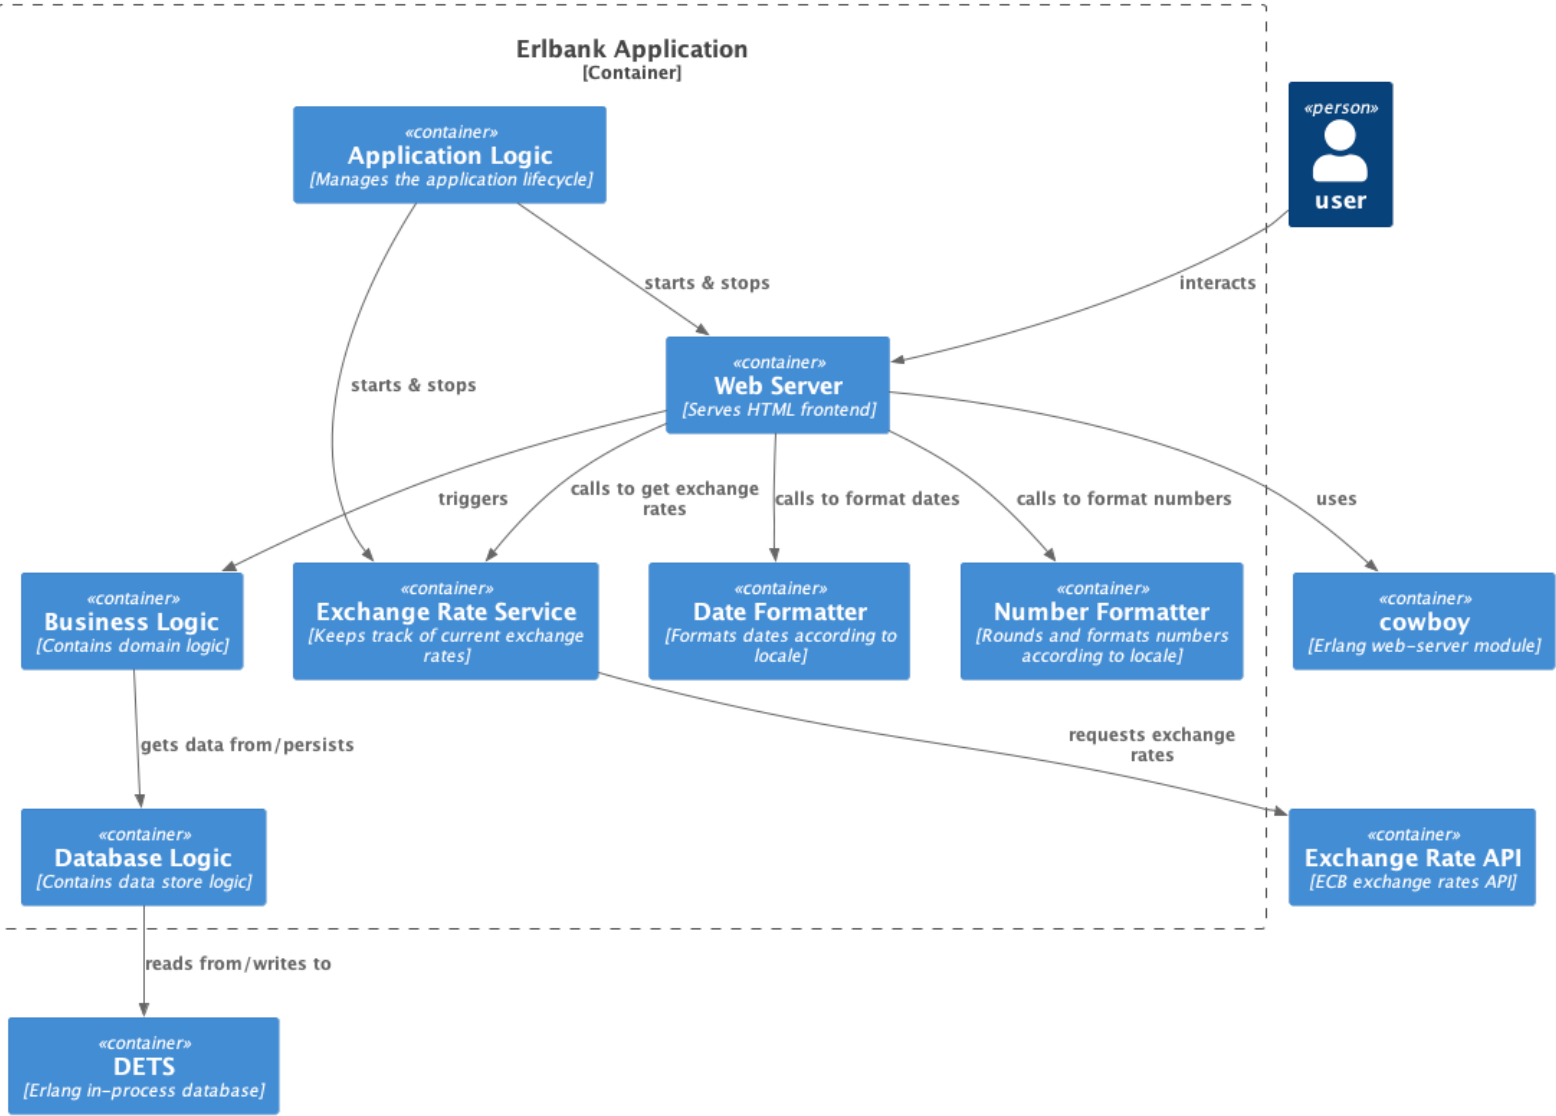 Erlbank Application
[Container]
«container»
Application Logic
[Manages the application lifecycle]
«person»
user
starts & stops
interacts
«container»
Web Server
[Serves HTML frontend]
starts & stops
triggers
calls to get exchange
rates
calls to format dates
calls to format numbers
uses
«container»
Business Logic
[Contains domain logic]
«container»
Exchange Rate Service
[Keeps track of current exchange
rates]
«container»
Date Formatter
[Formats dates according to
locale]
«container»
Number Formatter
[Rounds and formats numbers
according to locale]
«container»
cowboy
[Erlang web-server module]
gets data from/persists
requests exchange
rates
«container»
Database Logic
[Contains data store logic]
«container»
Exchange Rate API
[ECB exchange rates API]
reads from/writes to
«container»
DETS
[Erlang in-process database]